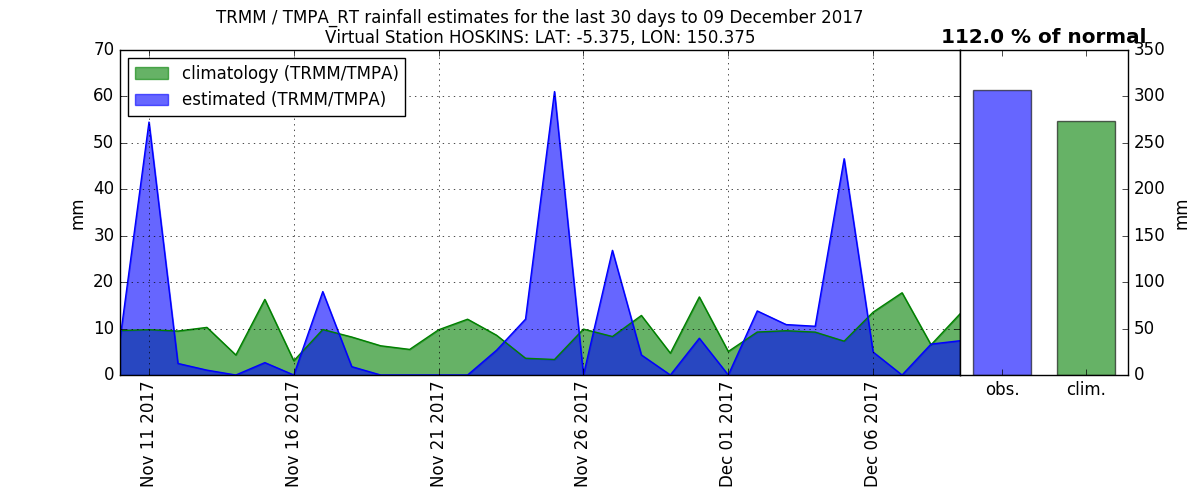 TRMM / TMPA_RT rainfall estimates for the last 30 days to 09 December 2017
Virtual Station HOSKINS: LAT: -5.375, LON: 150.375
112.0 % of normal
climatology (TRMM/TMPA)
estimated (TRMM/TMPA)
70
60
50
40
30
20
10
0
mm
Nov 11 2017
Nov 16 2017
Nov 21 2017
Nov 26 2017
Dec 01 2017
Dec 06 2017
obs.
clim.
350
300
250
200
150
100
50
0
mm